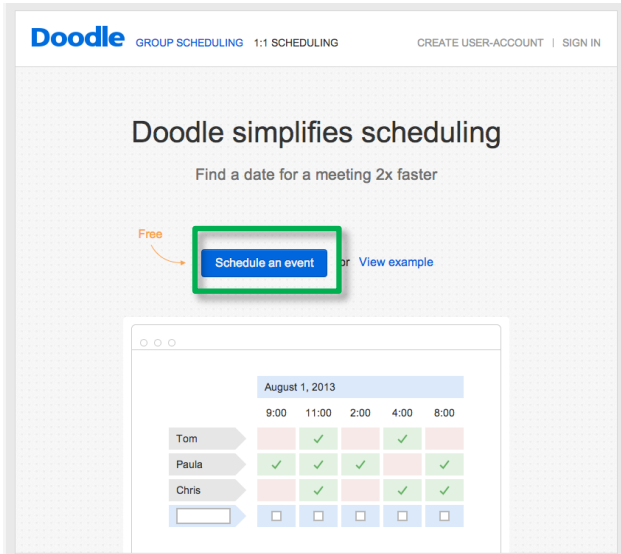 Doodle GROUP SCHEDULING 1:1 SCHEDULING CREATE USER-ACCOUNT | SIGN IN
Doodle simplifies scheduling
Find a date for a meeting 2x faster
Free
Schedule an event or View example
August 1, 2013
9:00 11:00 2:00 4:00 8:00
Tom
Paula
Chris